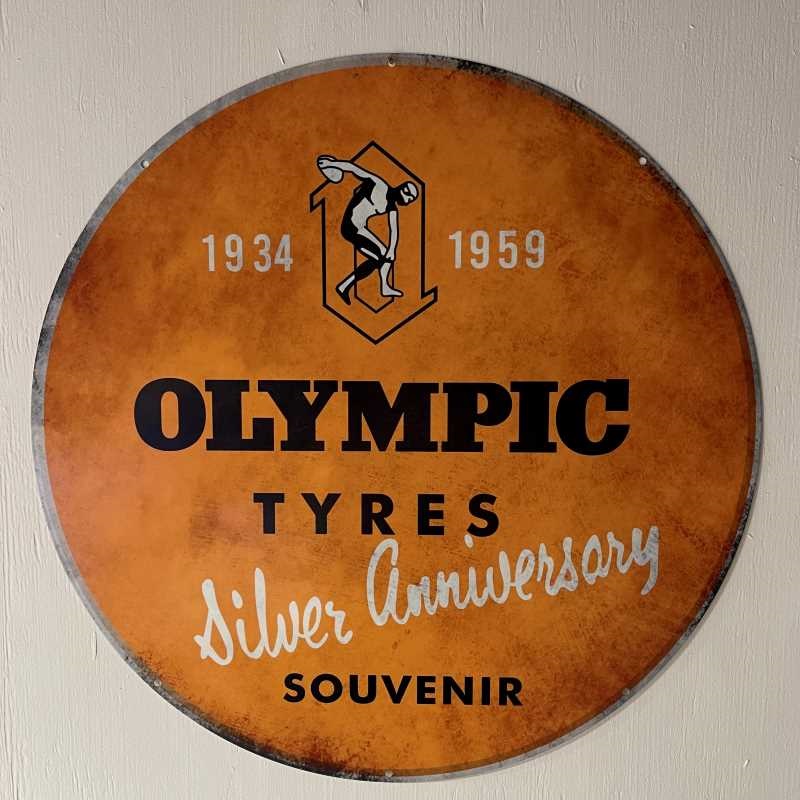 1934 1959
OLYMPIC
TYRES
Silver Anniversary
SOUVENIR